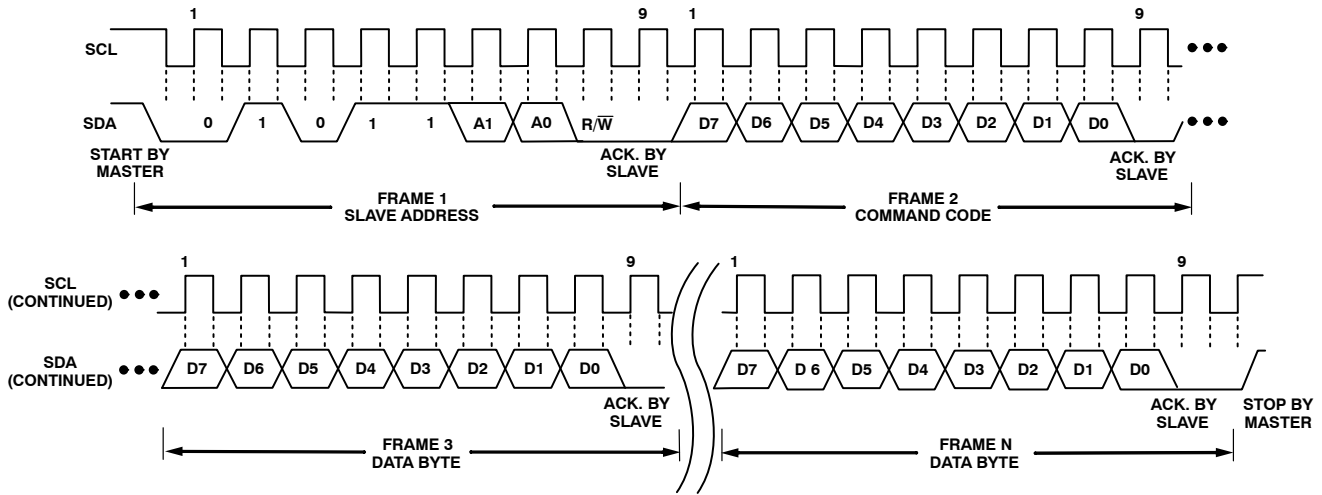 1 9 1 9
SCL
SDA 0 1 0 1 1 A1 A0 R/W̅ D7 D6 D5 D4 D3 D2 D1 D0
START BY
MASTER
ACK. BY
SLAVE
ACK. BY
SLAVE
FRAME 1
SLAVE ADDRESS
FRAME 2
COMMAND CODE
1 9 1 9
SCL
(CONTINUED)
SDA
(CONTINUED)
D7 D6 D5 D4 D3 D2 D1 D0 D7 D 6 D5 D4 D3 D2 D1 D0
ACK. BY
SLAVE
ACK. BY
SLAVE
STOP BY
MASTER
FRAME 3
DATA BYTE
FRAME N
DATA BYTE